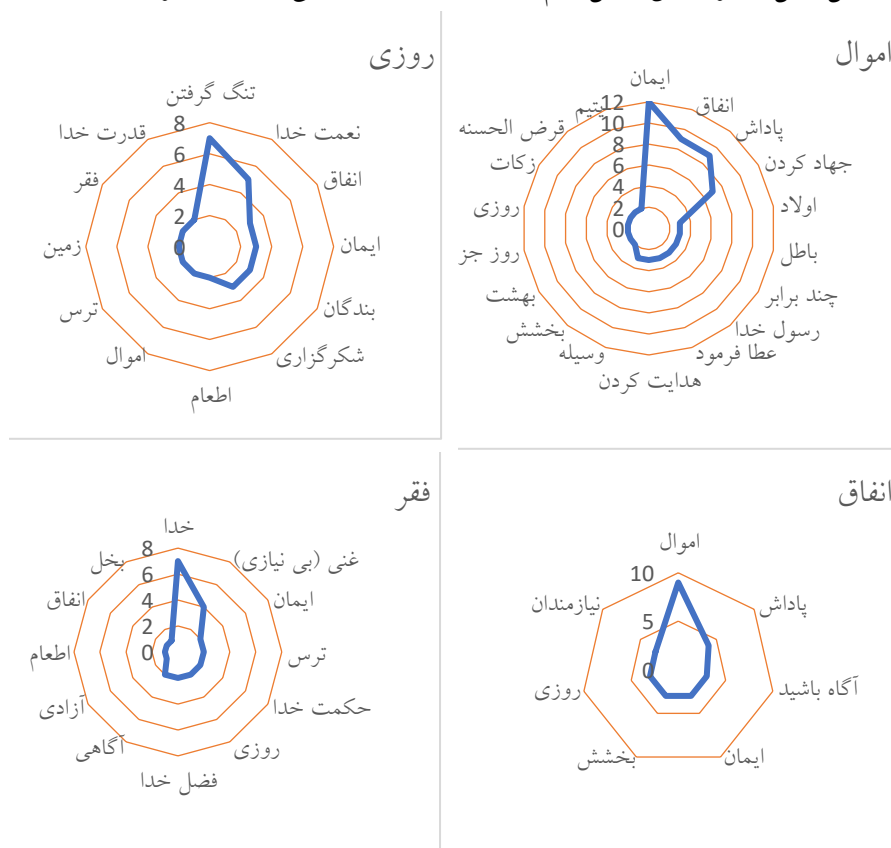 اموال
ایمان
انفاق
پاداش
جهاد کردن
اولاد
باطل
چند برابر
رسول خدا
عطا فرمود
هدایت کردن
وسیله
بخشش
بهشت
روز جز
روزی
زکات
قرض الحسنه
یتیم
12
10
8
6
4
2
0
روزی
تنگ گرفتن
نعمت خدا
انفاق
ایمان
بندگان
شکرگزاری
اطعام
اموال
ترس
زمین
فقر
قدرت خدا
8
6
4
2
0
انفاق
اموال
پاداش
آگاه باشید
ایمان
بخشش
روزی
نیازمندان
10
5
0
فقر
خدا
غنی (بی نیازی)
ایمان
ترس
حکمت خدا
روزی
فضل خدا
آگاهی
آزادی
اطعام
انفاق
بخل
8
6
4
2
0